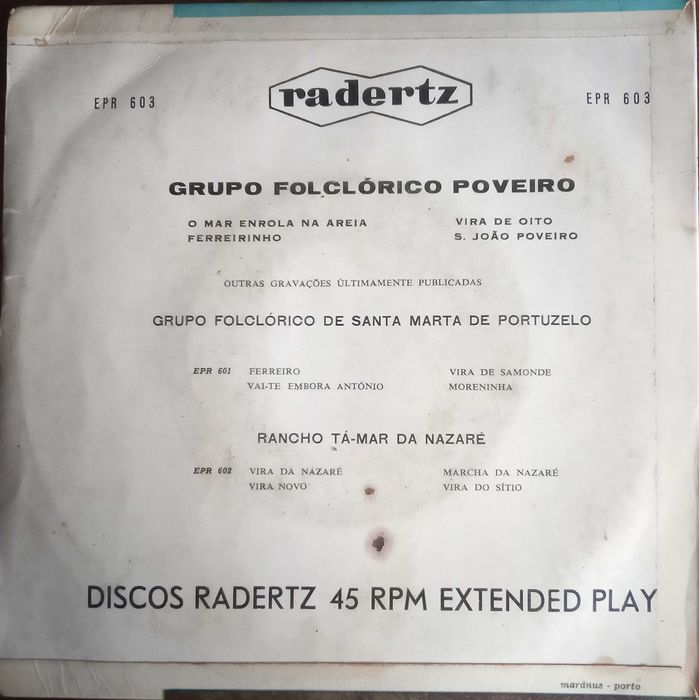 EPR 603 radertz EPR 603
GRUPO FOLCLÓRICO POVEIRO
O MAR ENROLA NA AREIA VIRA DE OITO
FERREIRINHO S. JOÃO POVEIRO
OUTRAS GRAVAÇÕES ÙLTIMAMENTE PUBLICADAS
GRUPO FOLCLÓRICO DE SANTA MARTA DE PORTUZELO
EPR 601 FERREIRO VIRA DE SAMONDE
VAI-TE EMBORA ANTÓNIO MORENINHA
RANCHO TÁ-MAR DA NAZARÉ
EPR 602 VIRA DA NAZARÉ MARCHA DA NAZARÉ
VIRA NOVO VIRA DO SÍTIO
DISCOS RADERTZ 45 RPM EXTENDED PLAY
marânus - porto